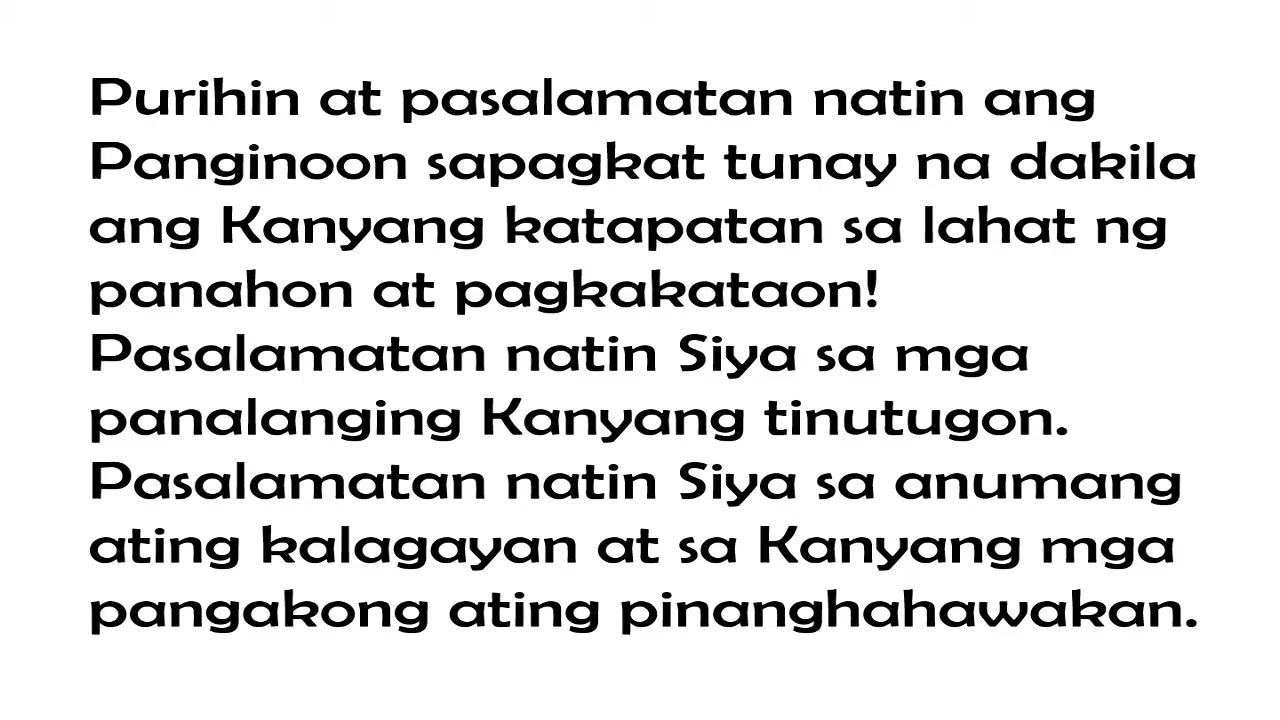 Purihin at pasalamatan natin ang
Panginoon sapagkat tunay na dakila
ang Kanyang katapatan sa lahat ng
panahon at pagkakataon!
Pasalamatan natin Siya sa mga
panalanging Kanyang tinutugon.
Pasalamatan natin Siya sa anumang
ating kalagayan at sa Kanyang mga
pangakong ating pinanghahawakan.